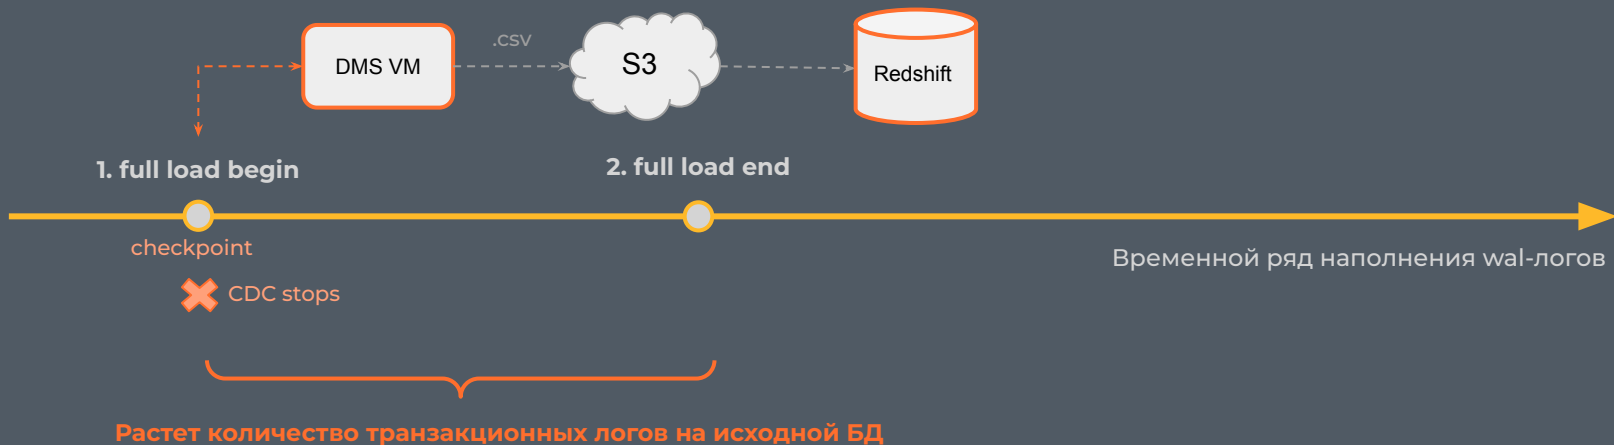 DMS VM
.csv
S3
Redshift
1. full load begin
2. full load end
checkpoint
Временной ряд наполнения wal-логов
CDC stops
Растет количество транзакционных логов на исходной БД